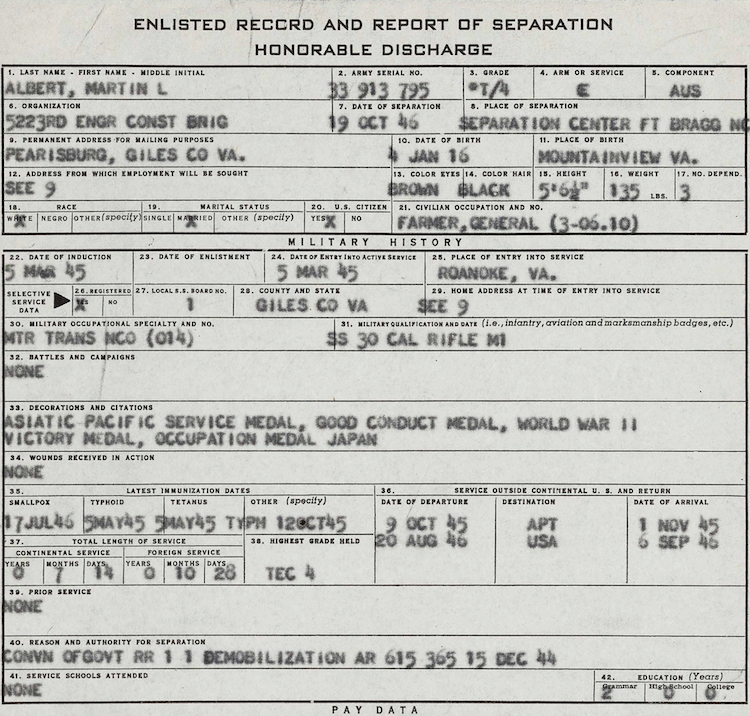 ENLISTED RECORD AND REPORT OF SEPARATION
HONORABLE DISCHARGE
1. LAST NAME - FIRST NAME - MIDDLE INITIAL 2. ARMY SERIAL NO. 3. GRADE 4. ARM OR SERVICE 5. COMPONENT
ALBERT, MARTIN L 33 913 795 *T/4 CE AUS
6. ORGANIZATION 7. DATE OF SEPARATION 8. PLACE OF SEPARATION
5223RD ENGR CONST BRIG 19 OCT 46 SEPARATION CENTER FT BRAGG NC
9. PERMANENT ADDRESS FOR MAILING PURPOSES 10. DATE OF BIRTH 11. PLACE OF BIRTH
PEARISBURG, GILES CO VA. 4 JAN 16 MOUNTAINVIEW VA.
12. ADDRESS FROM WHICH EMPLOYMENT WILL BE SOUGHT 13. COLOR EYES 14. COLOR HAIR 15. HEIGHT 16. WEIGHT 17. NO. DEPEND.
SEE 9 BROWN BLACK 5'6½" 135 LBS. 3
18. RACE 19. MARITAL STATUS 20. U.S. CITIZEN 21. CIVILIAN OCCUPATION AND NO.
WHITE X NEGRO OTHER (specify) SINGLE MARRIED X OTHER (specify) YES X NO FARMER, GENERAL (3-06.10)
MILITARY HISTORY
22. DATE OF INDUCTION 23. DATE OF ENLISTMENT 24. DATE OF ENTRY INTO ACTIVE SERVICE 25. PLACE OF ENTRY INTO SERVICE
5 MAR 45 5 MAR 45 ROANOKE, VA.
SELECTIVE SERVICE DATA 26. REGISTERED 27. LOCAL S.S. BOARD NO. 28. COUNTY AND STATE 29. HOME ADDRESS AT TIME OF ENTRY INTO SERVICE
YES X NO 1 GILES CO VA SEE 9
30. MILITARY OCCUPATIONAL SPECIALTY AND NO. 31. MILITARY QUALIFICATION AND DATE (i.e., infantry, aviation and marksmanship badges, etc.)
MTR TRANS NCO (014) SS 30 CAL RIFLE M1
32. BATTLES AND CAMPAIGNS
NONE
33. DECORATIONS AND CITATIONS
ASIATIC PACIFIC SERVICE MEDAL, GOOD CONDUCT MEDAL, WORLD WAR II
VICTORY MEDAL, OCCUPATION MEDAL JAPAN
34. WOUNDS RECEIVED IN ACTION
NONE
35. LATEST IMMUNIZATION DATES 36. SERVICE OUTSIDE CONTINENTAL U.S. AND RETURN
SMALLPOX TYPHOID TETANUS OTHER (specify) DATE OF DEPARTURE DESTINATION DATE OF ARRIVAL
17JUL46 5MAY45 5MAY45 TYPH 12OCT45 9 OCT 45 APT 1 NOV 45
37. TOTAL LENGTH OF SERVICE 38. HIGHEST GRADE HELD 20 AUG 46 USA 6 SEP 46
CONTINENTAL SERVICE FOREIGN SERVICE
YEARS MONTHS DAYS YEARS MONTHS DAYS
0 7 14 0 10 28 TEC 4
39. PRIOR SERVICE
NONE
40. REASON AND AUTHORITY FOR SEPARATION
CONVN OFGOVT RR 1 1 DEMOBILIZATION AR 615 365 15 DEC 44
41. SERVICE SCHOOLS ATTENDED 42. EDUCATION (Years)
NONE Grammar High School College
2 0 0
PAY DATA